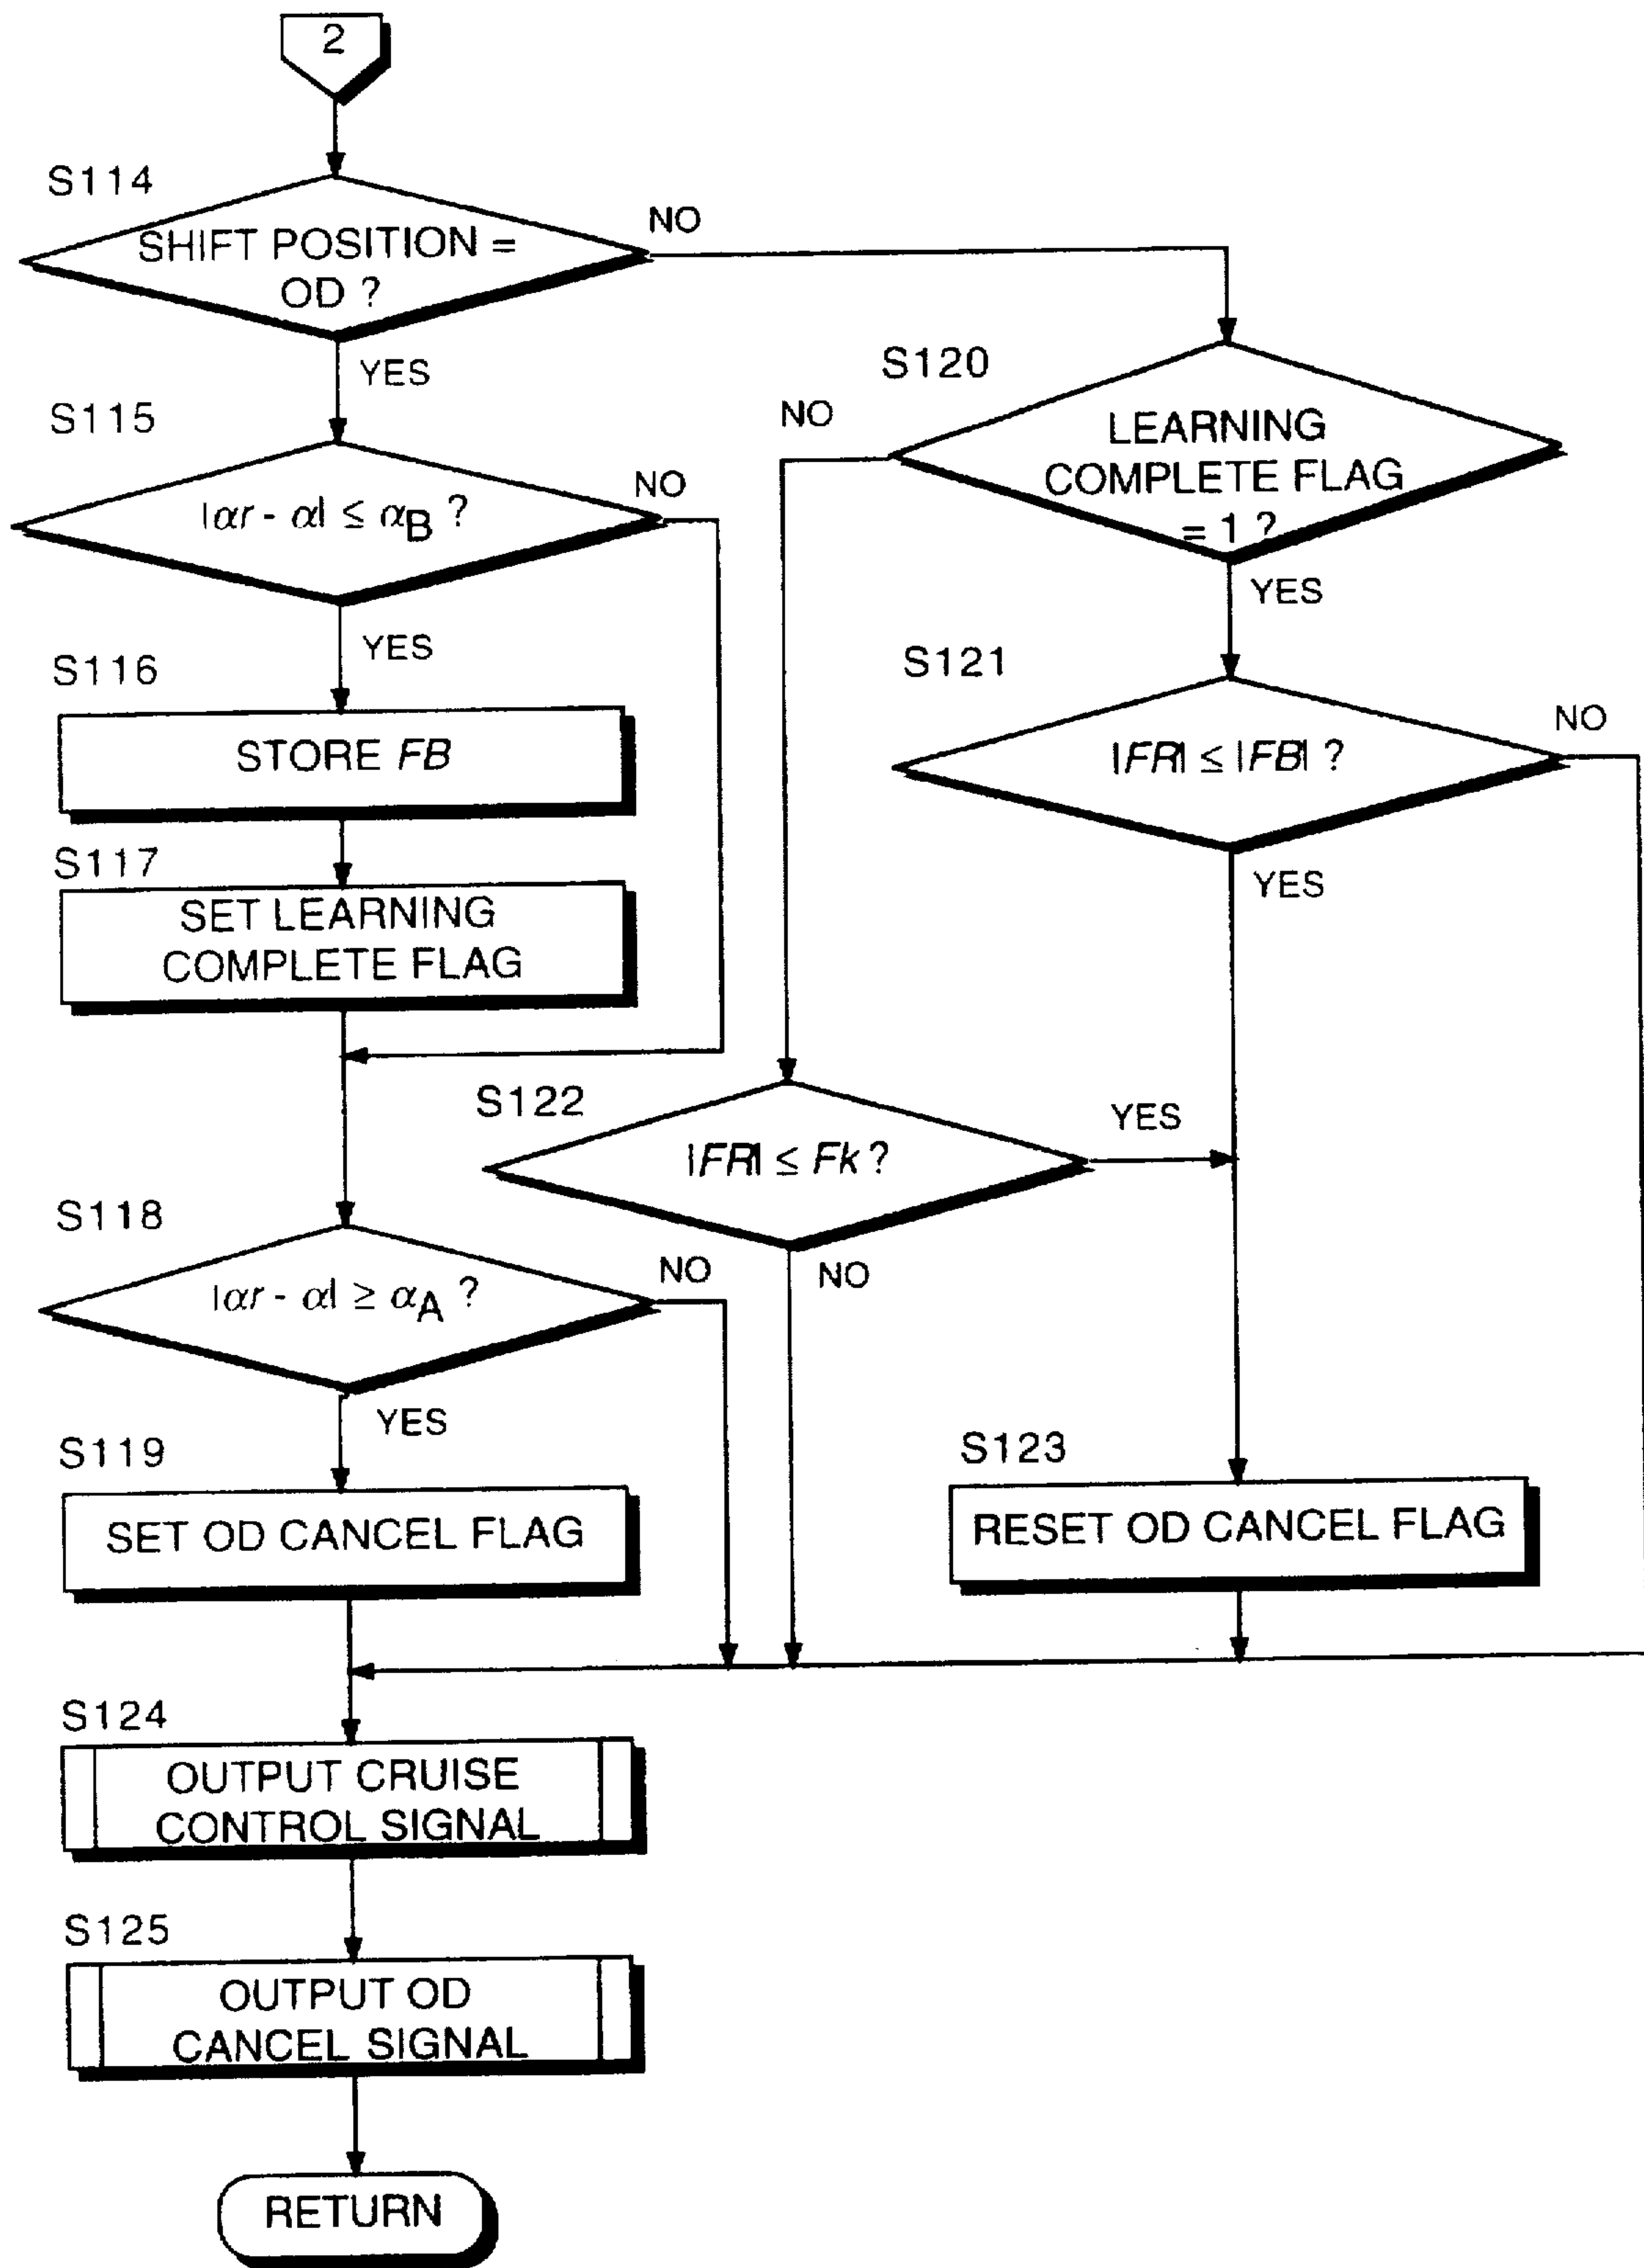 2
S114
SHIFT POSITION =
OD ?
NO
YES
S115
|αr - α| ≤ αB ?
NO
YES
S116
STORE FB
S117
SET LEARNING
COMPLETE FLAG
S118
|αr - α| ≥ αA ?
NO
YES
S119
SET OD CANCEL FLAG
S120
NO
LEARNING
COMPLETE FLAG
= 1 ?
YES
S121
|FR| ≤ |FB| ?
NO
YES
S122
|FR| ≤ Fk ?
YES
NO
S123
RESET OD CANCEL FLAG
S124
OUTPUT CRUISE
CONTROL SIGNAL
S125
OUTPUT OD
CANCEL SIGNAL
RETURN